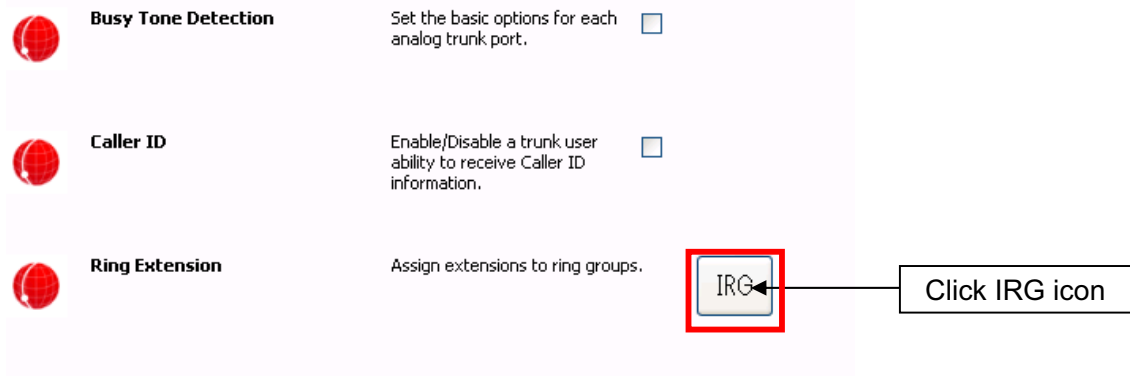 Busy Tone Detection
Set the basic options for each
analog trunk port.
Caller ID
Enable/Disable a trunk user
ability to receive Caller ID
information.
Ring Extension
Assign extensions to ring groups.
IRG
Click IRG icon